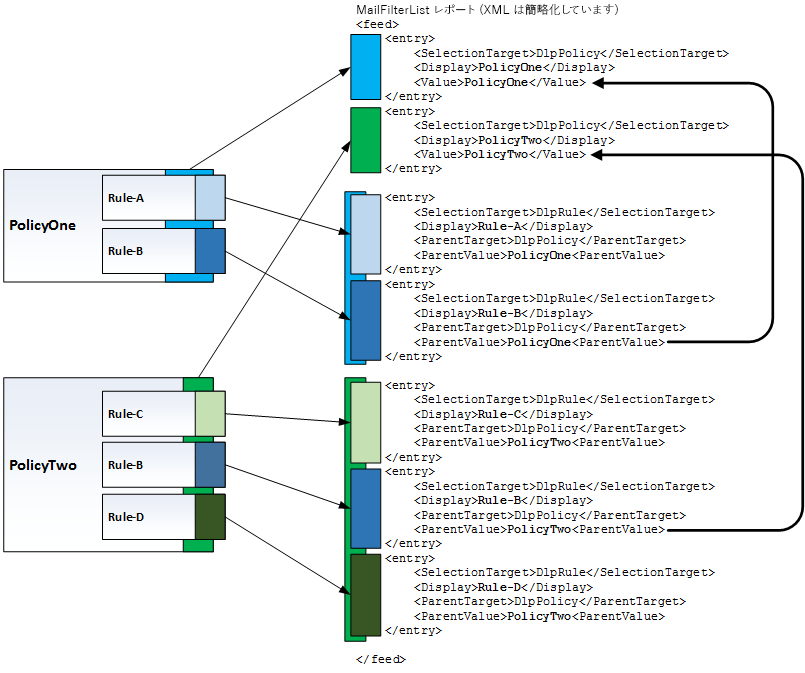 MailFilterList レポート (XML は簡略化しています)
<feed>
<entry>
<SelectionTarget>DlpPolicy</SelectionTarget>
<Display>PolicyOne</Display>
<Value>PolicyOne</Value>
</entry>
<entry>
<SelectionTarget>DlpPolicy</SelectionTarget>
<Display>PolicyTwo</Display>
<Value>PolicyTwo</Value>
</entry>
PolicyOne
Rule-A
Rule-B
<entry>
<SelectionTarget>DlpRule</SelectionTarget>
<Display>Rule-A</Display>
<ParentTarget>DlpPolicy</ParentTarget>
<ParentValue>PolicyOne<ParentValue>
</entry>
<entry>
<SelectionTarget>DlpRule</SelectionTarget>
<Display>Rule-B</Display>
<ParentTarget>DlpPolicy</ParentTarget>
<ParentValue>PolicyOne<ParentValue>
</entry>
PolicyTwo
Rule-C
Rule-B
Rule-D
<entry>
<SelectionTarget>DlpRule</SelectionTarget>
<Display>Rule-C</Display>
<ParentTarget>DlpPolicy</ParentTarget>
<ParentValue>PolicyTwo<ParentValue>
</entry>
<entry>
<SelectionTarget>DlpRule</SelectionTarget>
<Display>Rule-B</Display>
<ParentTarget>DlpPolicy</ParentTarget>
<ParentValue>PolicyTwo<ParentValue>
</entry>
<entry>
<SelectionTarget>DlpRule</SelectionTarget>
<Display>Rule-D</Display>
<ParentTarget>DlpPolicy</ParentTarget>
<ParentValue>PolicyTwo<ParentValue>
</entry>
</feed>